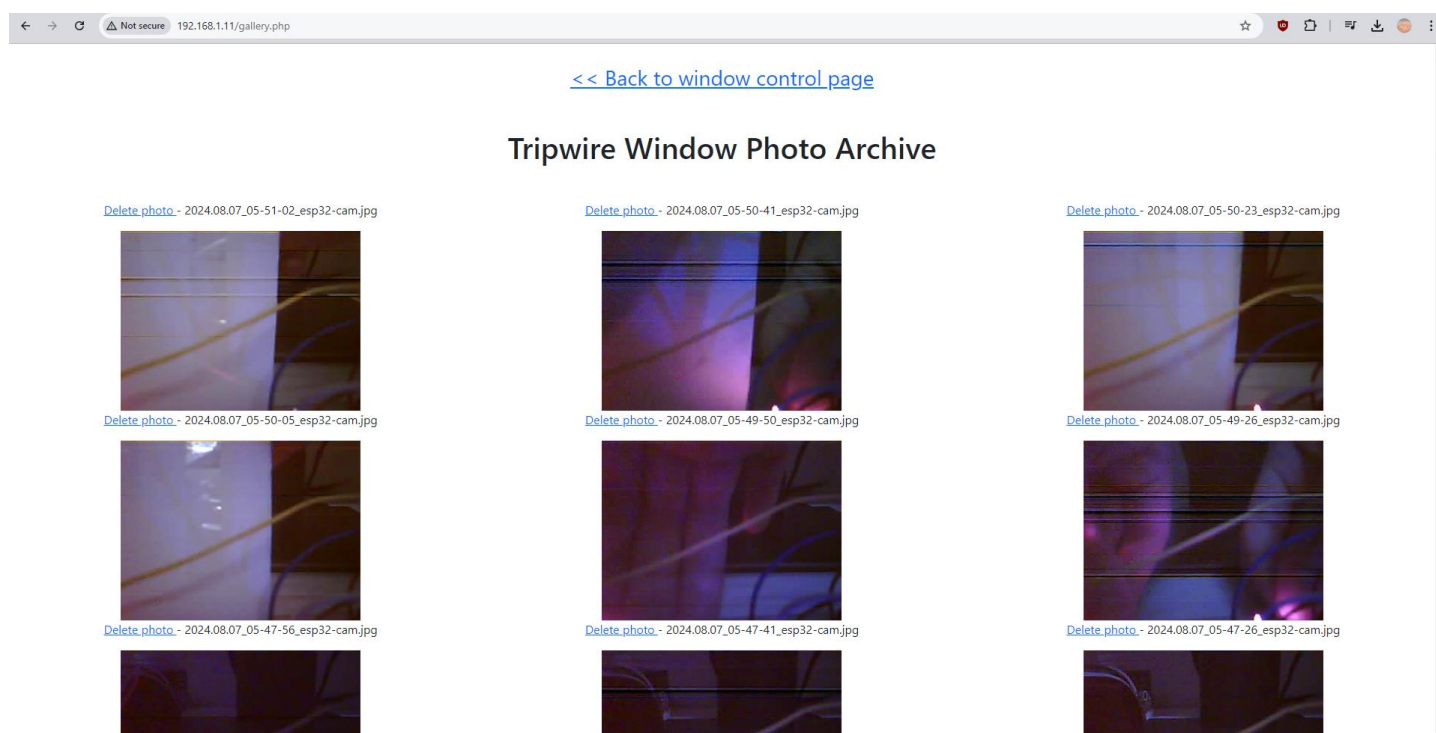 Not secure 192.168.1.11/gallery.php
<< Back to window control page
Tripwire Window Photo Archive
Delete photo - 2024.08.07_05-51-02_esp32-cam.jpg
Delete photo - 2024.08.07_05-50-41_esp32-cam.jpg
Delete photo - 2024.08.07_05-50-23_esp32-cam.jpg
Delete photo - 2024.08.07_05-50-05_esp32-cam.jpg
Delete photo - 2024.08.07_05-49-50_esp32-cam.jpg
Delete photo - 2024.08.07_05-49-26_esp32-cam.jpg
Delete photo - 2024.08.07_05-47-56_esp32-cam.jpg
Delete photo - 2024.08.07_05-47-41_esp32-cam.jpg
Delete photo - 2024.08.07_05-47-26_esp32-cam.jpg